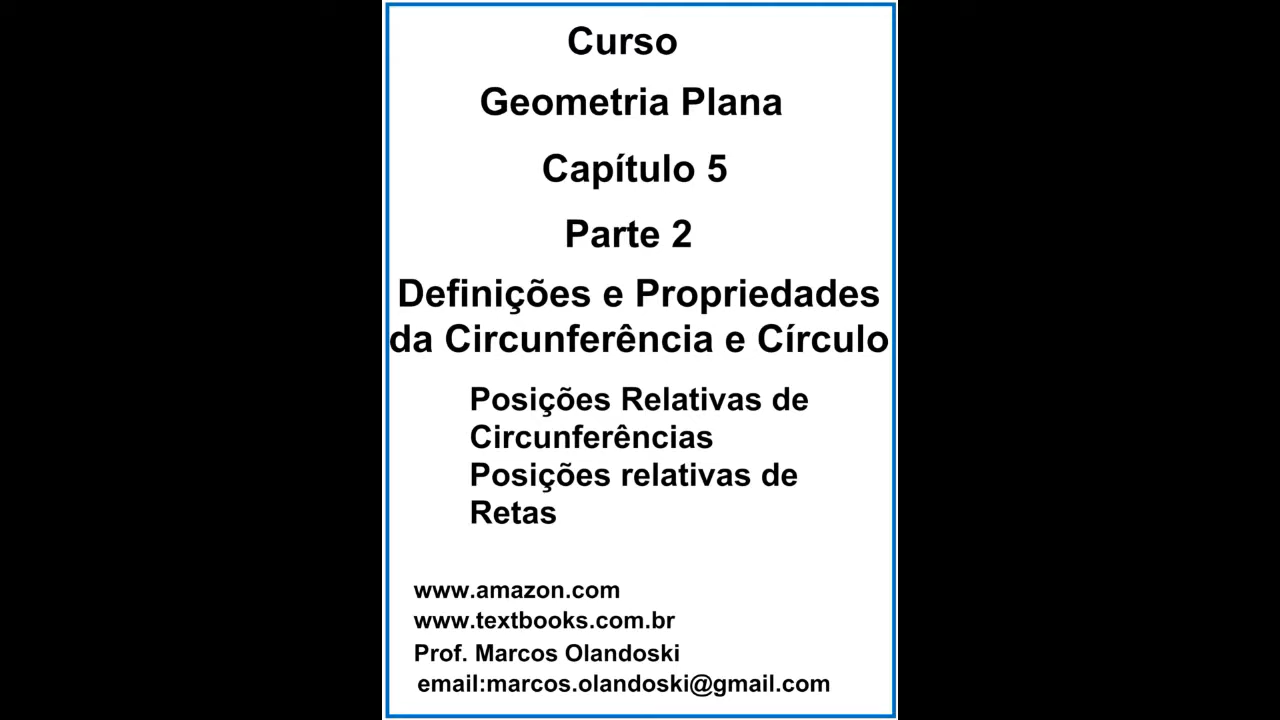 Curso
Geometria Plana
Capítulo 5
Parte 2
Definições e Propriedades
da Circunferência e Círculo
Posições Relativas de
Circunferências
Posições relativas de
Retas
www.amazon.com
www.textbooks.com.br
Prof. Marcos Olandoski
email:marcos.olandoski@gmail.com